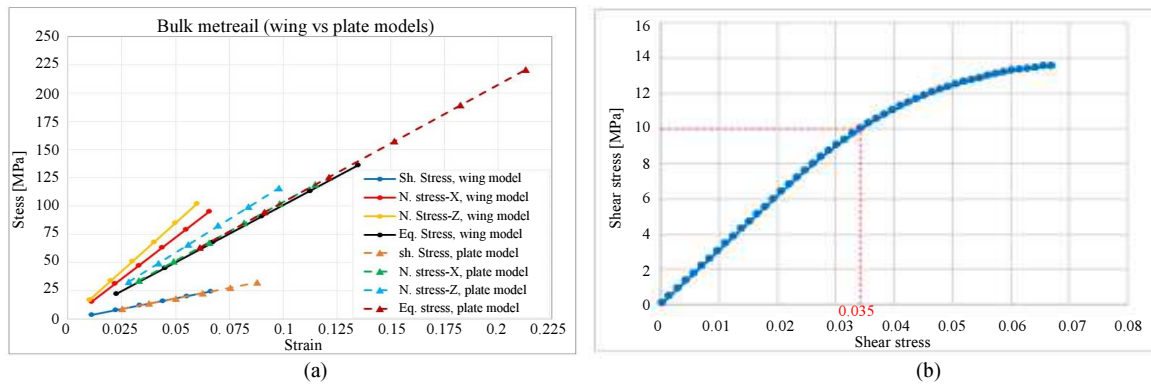 Bulk metreail (wing vs plate models)
Stess [MPa]
250
225
200
175
150
125
100
75
50
25
0
0 0.025 0.05 0.075 0.1 0.125 0.15 0.175 0.2 0.225
Strain
Sh. Stress, wing model
N. stress-X, wing model
N. Stress-Z, wing model
Eq. Stress, wing model
sh. Stress, plate model
N. stress-X, plate model
N. stress-Z, plate model
Eq. stress, plate model
(a)
Shear stress [MPa]
16
14
12
10
8
6
4
2
0
0 0.01 0.02 0.03 0.04 0.05 0.06 0.07 0.08
0.035
Shear stress
(b)